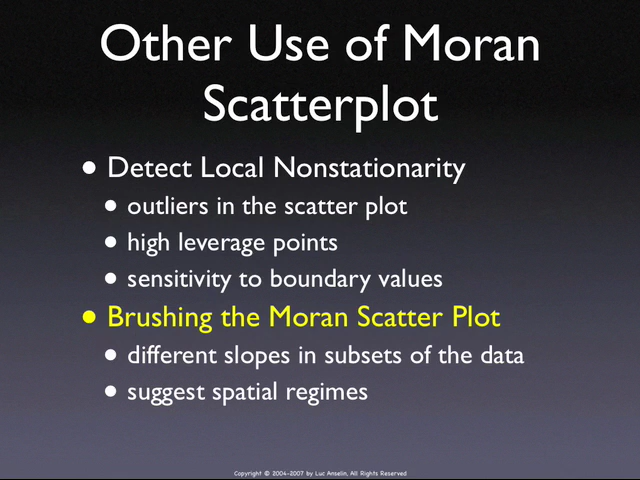 Other Use of Moran
Scatterplot
• Detect Local Nonstationarity
• outliers in the scatter plot
• high leverage points
• sensitivity to boundary values
• Brushing the Moran Scatter Plot
• different slopes in subsets of the data
• suggest spatial regimes
Copyright © 2004-2007 by Luc Anselin, All Rights Reserved